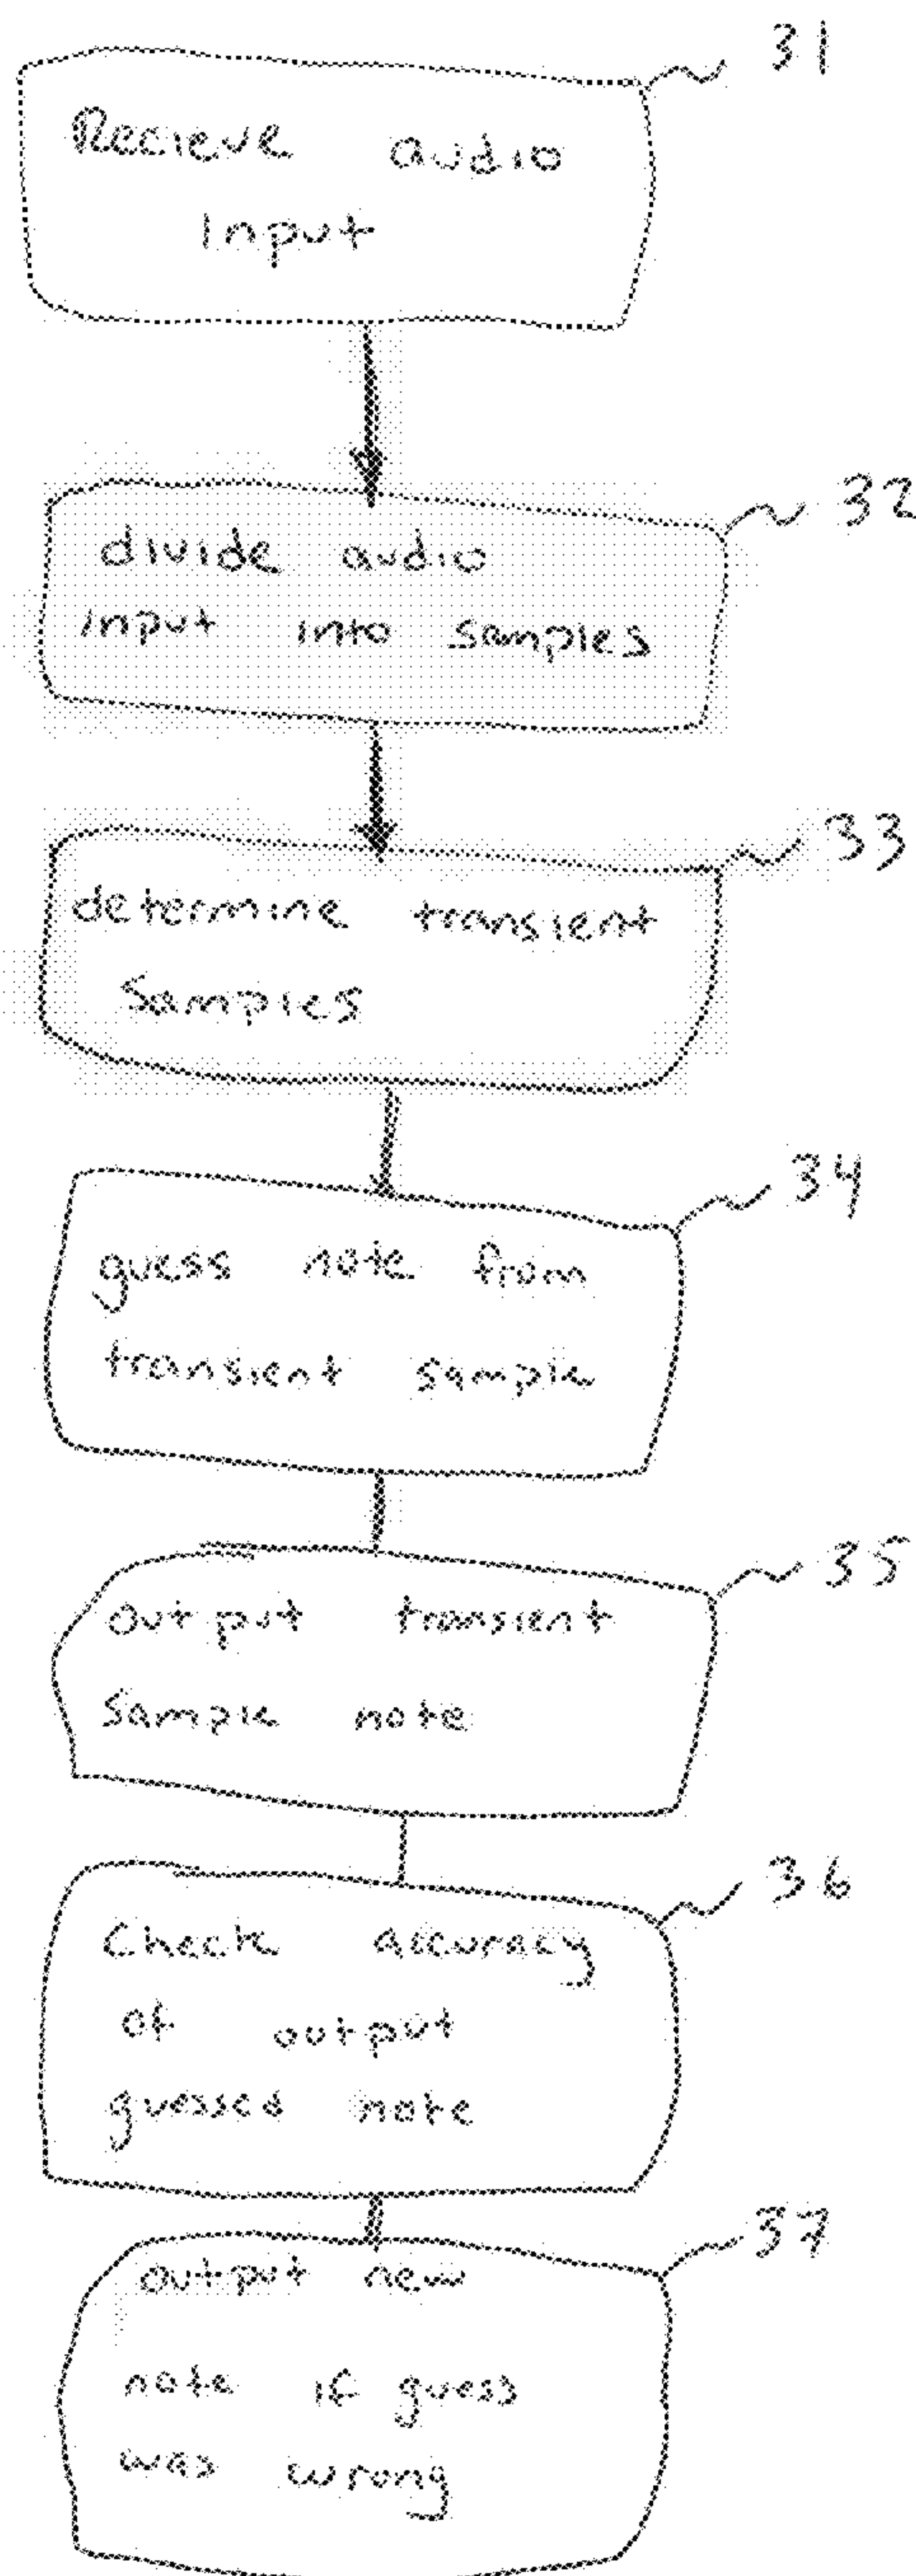 31
Recieve audio
Input
32
divide audio
input into samples
33
determine transient
Samples
34
guess note from
transient sample
35
Output transient
Sample note
36
Check accuracy
of output
guessed note
37
output new
note if guess
was wrong